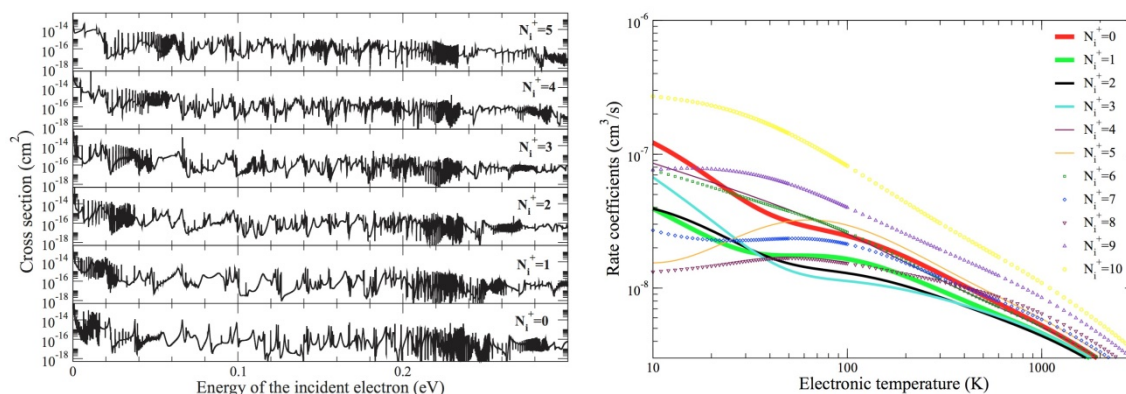 10^-14
10^-16
10^-18
N_i^+=5
10^-14
10^-16
10^-18
N_i^+=4
10^-14
10^-16
10^-18
N_i^+=3
10^-14
10^-16
10^-18
N_i^+=2
10^-14
10^-16
10^-18
N_i^+=1
10^-14
10^-16
10^-18
N_i^+=0
Cross section (cm^2)
0 0.1 0.2
Energy of the incident electron (eV)
10^-6
10^-7
10^-8
Rate coefficients (cm^3/s)
N_i^+=0
N_i^+=1
N_i^+=2
N_i^+=3
N_i^+=4
N_i^+=5
N_i^+=6
N_i^+=7
N_i^+=8
N_i^+=9
N_i^+=10
10 100 1000
Electronic temperature (K)